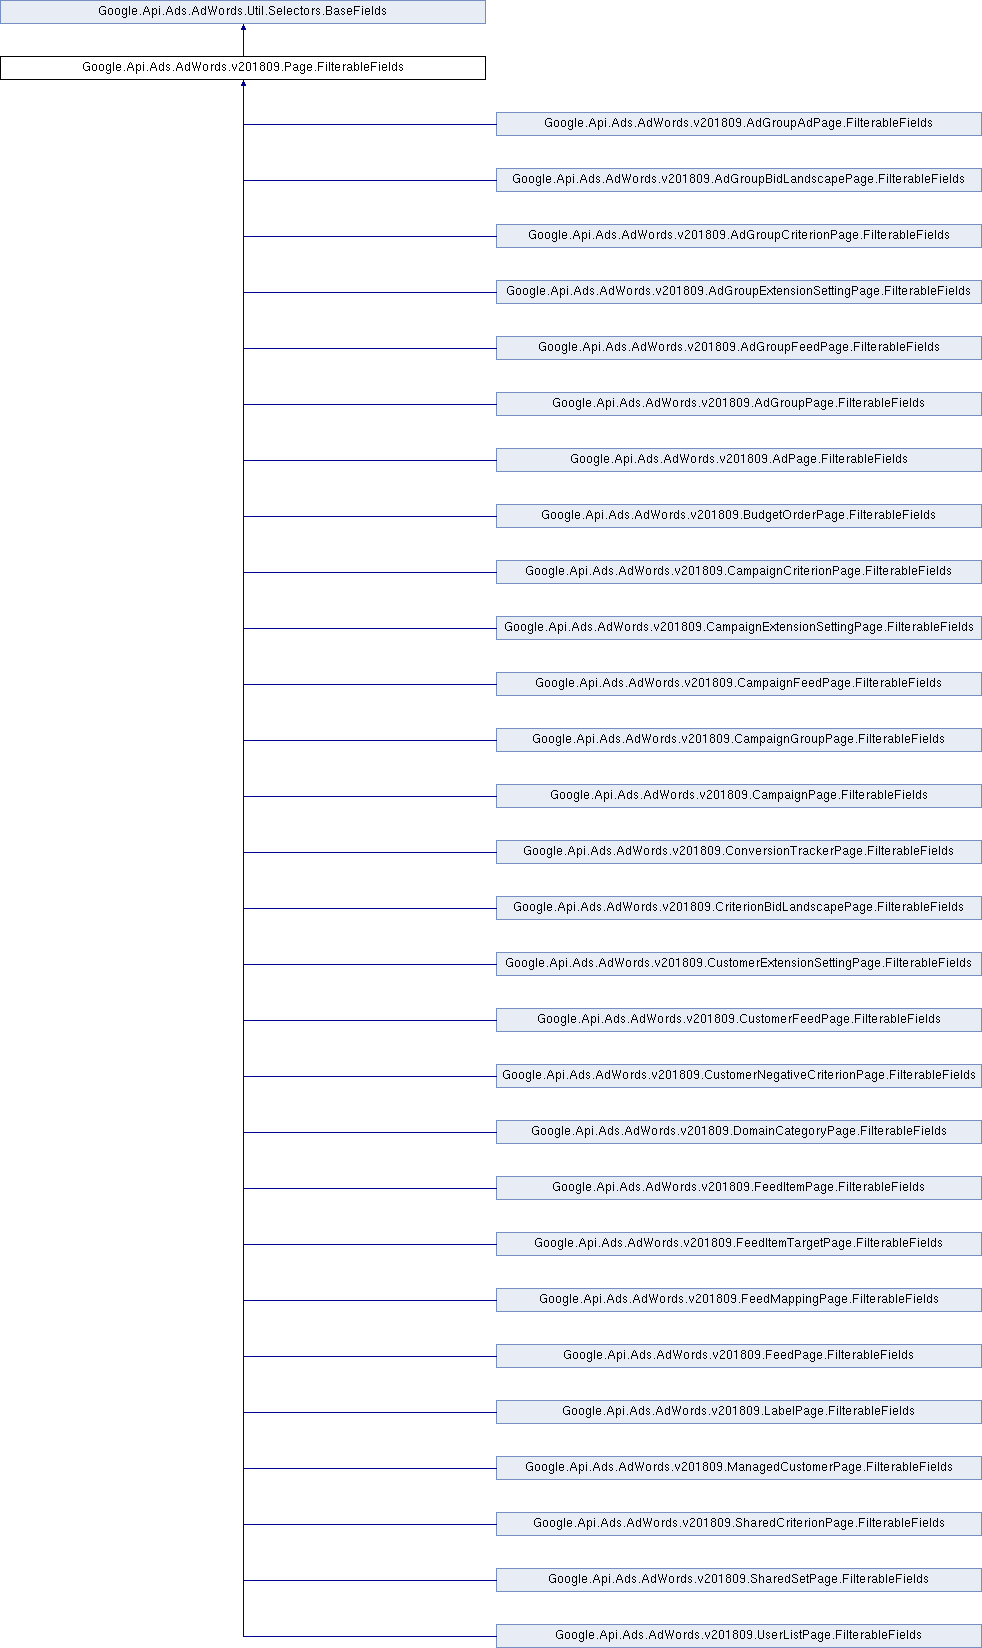 Google.Api.Ads.AdWords.Util.Selectors.BaseFields
Google.Api.Ads.AdWords.v201809.Page.FilterableFields
Google.Api.Ads.AdWords.v201809.AdGroupAdPage.FilterableFields
Google.Api.Ads.AdWords.v201809.AdGroupBidLandscapePage.FilterableFields
Google.Api.Ads.AdWords.v201809.AdGroupCriterionPage.FilterableFields
Google.Api.Ads.AdWords.v201809.AdGroupExtensionSettingPage.FilterableFields
Google.Api.Ads.AdWords.v201809.AdGroupFeedPage.FilterableFields
Google.Api.Ads.AdWords.v201809.AdGroupPage.FilterableFields
Google.Api.Ads.AdWords.v201809.AdPage.FilterableFields
Google.Api.Ads.AdWords.v201809.BudgetOrderPage.FilterableFields
Google.Api.Ads.AdWords.v201809.CampaignCriterionPage.FilterableFields
Google.Api.Ads.AdWords.v201809.CampaignExtensionSettingPage.FilterableFields
Google.Api.Ads.AdWords.v201809.CampaignFeedPage.FilterableFields
Google.Api.Ads.AdWords.v201809.CampaignGroupPage.FilterableFields
Google.Api.Ads.AdWords.v201809.CampaignPage.FilterableFields
Google.Api.Ads.AdWords.v201809.ConversionTrackerPage.FilterableFields
Google.Api.Ads.AdWords.v201809.CriterionBidLandscapePage.FilterableFields
Google.Api.Ads.AdWords.v201809.CustomerExtensionSettingPage.FilterableFields
Google.Api.Ads.AdWords.v201809.CustomerFeedPage.FilterableFields
Google.Api.Ads.AdWords.v201809.CustomerNegativeCriterionPage.FilterableFields
Google.Api.Ads.AdWords.v201809.DomainCategoryPage.FilterableFields
Google.Api.Ads.AdWords.v201809.FeedItemPage.FilterableFields
Google.Api.Ads.AdWords.v201809.FeedItemTargetPage.FilterableFields
Google.Api.Ads.AdWords.v201809.FeedMappingPage.FilterableFields
Google.Api.Ads.AdWords.v201809.FeedPage.FilterableFields
Google.Api.Ads.AdWords.v201809.LabelPage.FilterableFields
Google.Api.Ads.AdWords.v201809.ManagedCustomerPage.FilterableFields
Google.Api.Ads.AdWords.v201809.SharedCriterionPage.FilterableFields
Google.Api.Ads.AdWords.v201809.SharedSetPage.FilterableFields
Google.Api.Ads.AdWords.v201809.UserListPage.FilterableFields